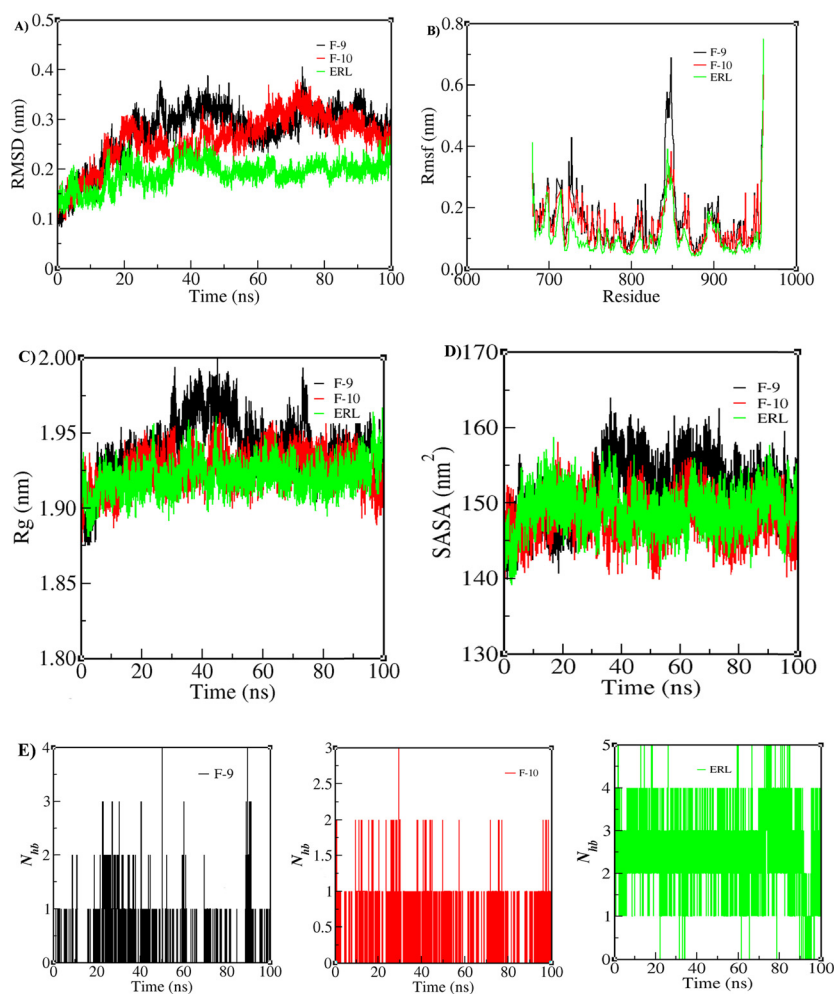 A)
0.5
0.4
0.3
0.2
0.1
0
RMSD (nm)
F-9
F-10
ERL
0 20 40 60 80 100
Time (ns)
B)
0.8
0.6
0.4
0.2
0.0
Rmsf (nm)
F-9
F-10
ERL
600 700 800 900 1000
Residue
C)
2.00
1.95
1.90
1.85
1.80
Rg (nm)
F-9
F-10
ERL
0 20 40 60 80 100
Time (ns)
D)
170
160
150
140
130
SASA (nm²)
F-9
F-10
ERL
0 20 40 60 80 100
Time (ns)
E)
4
3
2
1
0
Nhb
F-9
0 20 40 60 80 100
Time (ns)
3
2.5
2
1.5
1
0.5
0
Nhb
F-10
0 20 40 60 80 100
Time (ns)
5
4
3
2
1
0
Nhb
ERL
0 20 40 60 80 100
Time (ns)